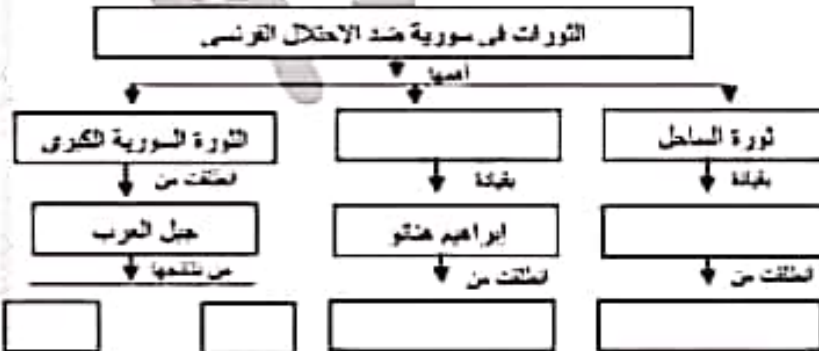 الثورات في سورية ضد الاحتلال الفرنسي
أهمها
ثورة الساحل
الثورة السورية الكبرى
بقيادة
بقيادة
انطلقت من
إبراهيم هنانو
جبل العرب
انطلقت من
انطلقت من
من نتائجها